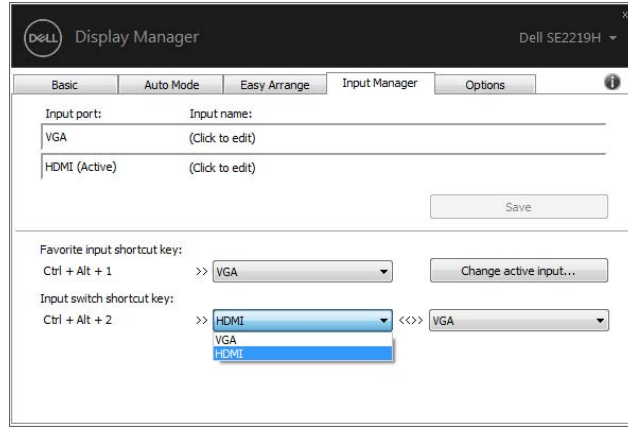 x
DELL Display Manager Dell SE2219H
Basic Auto Mode Easy Arrange Input Manager Options i
Input port: Input name:
VGA (Click to edit)
HDMI (Active) (Click to edit)
Save
Favorite input shortcut key:
Ctrl + Alt + 1 >> VGA Change active input...
Input switch shortcut key:
Ctrl + Alt + 2 >> HDMI <<>> VGA
VGA
HDMI